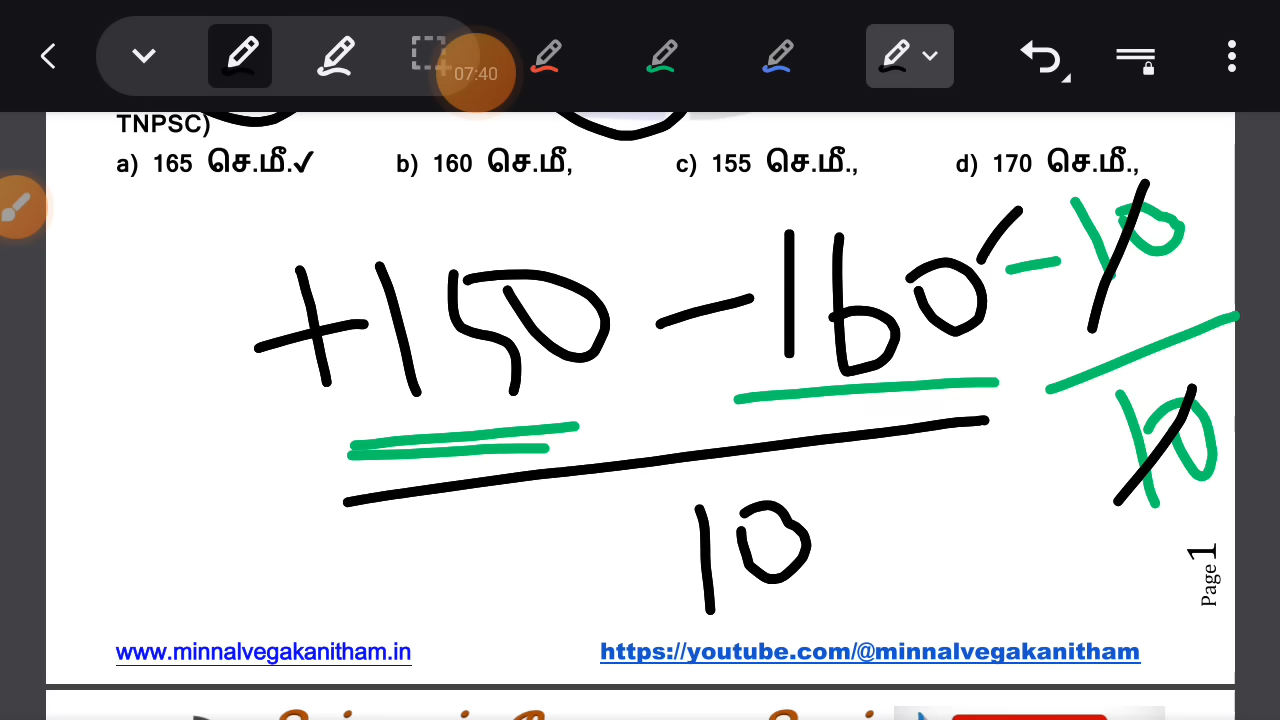 07:40
TNPSC)
a) 165 செ.மீ.✓ b) 160 செ.மீ, c) 155 செ.மீ., d) 170 செ.மீ.,
+150 - 160 - 10
10 10
Page 1
www.minnalvegakanitham.in https://youtube.com/@minnalvegakanitham